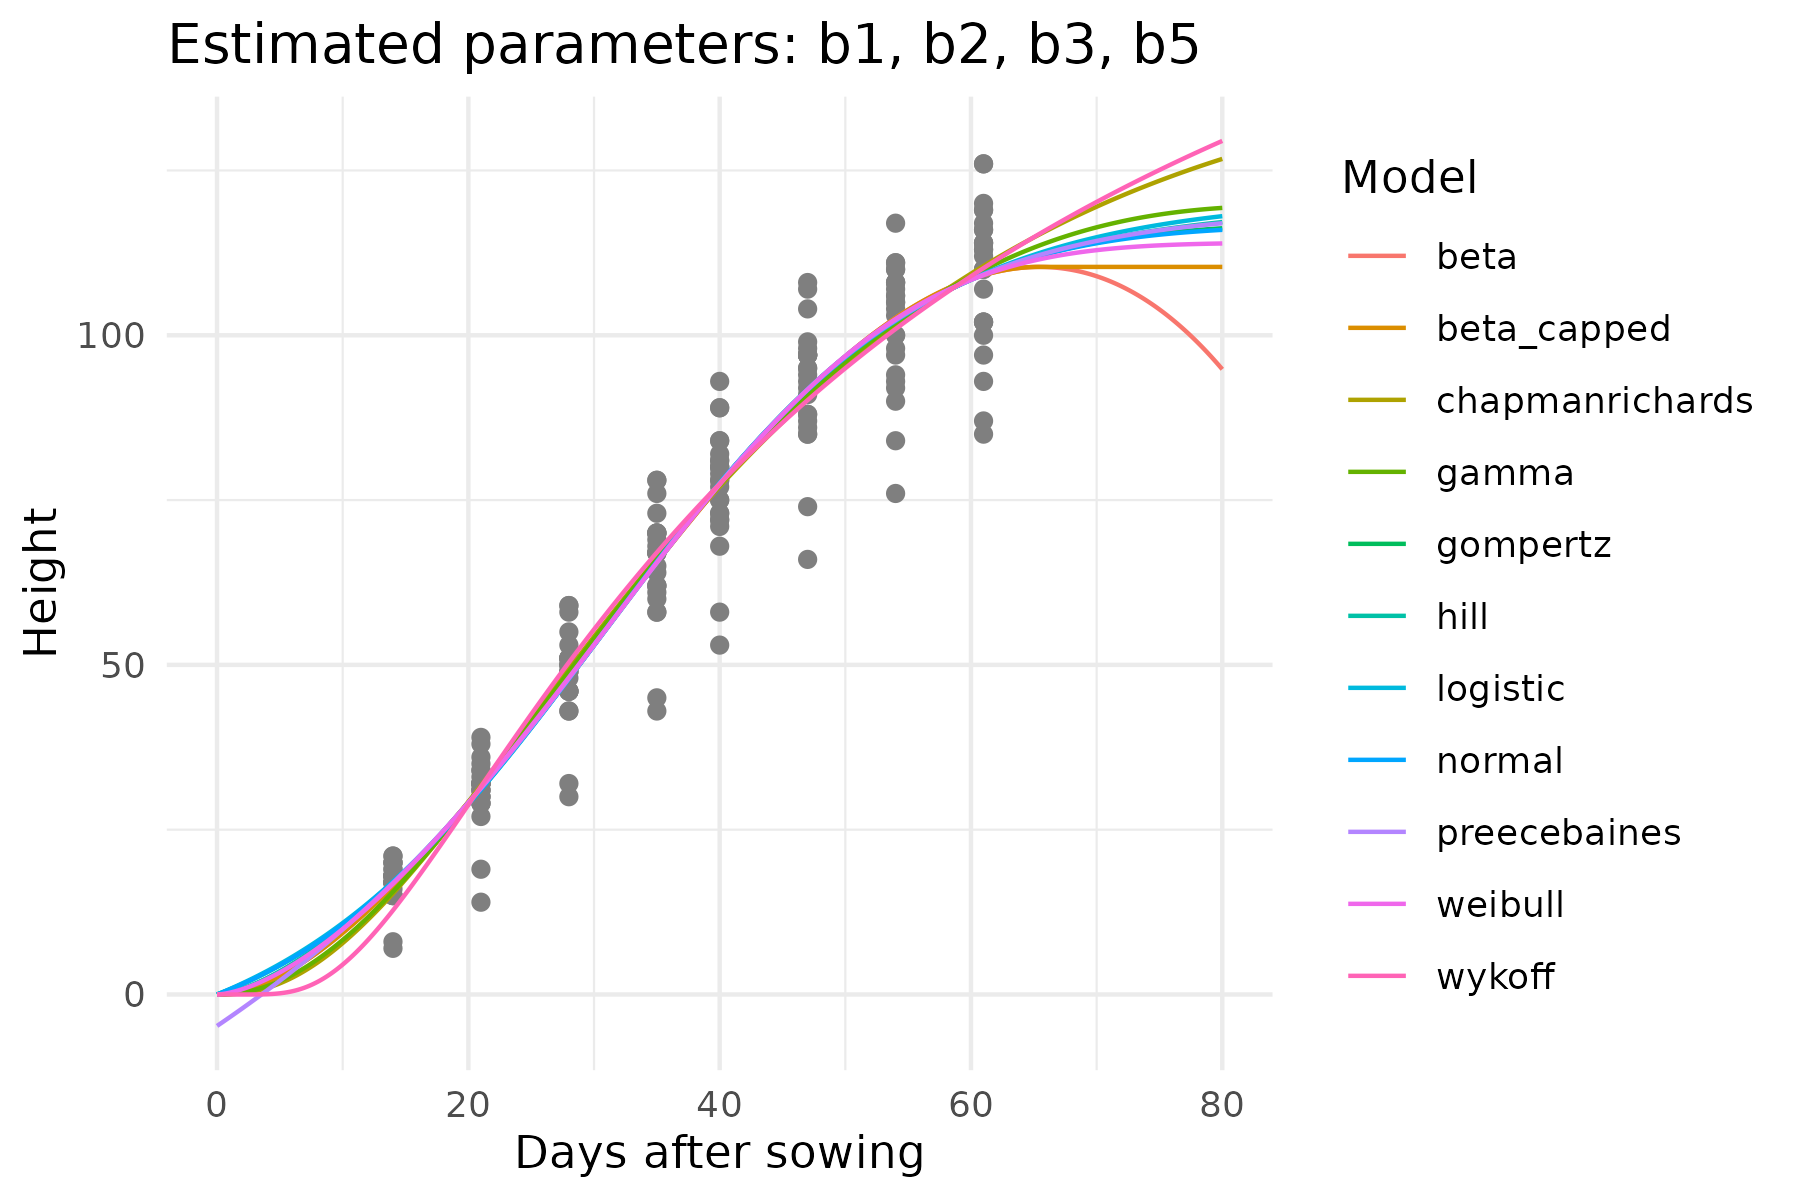 Estimated parameters: b1, b2, b3, b5
Height
100
50
0
0 20 40 60 80
Days after sowing
Model
beta
beta_capped
chapmanrichards
gamma
gompertz
hill
logistic
normal
preecebaines
weibull
wykoff